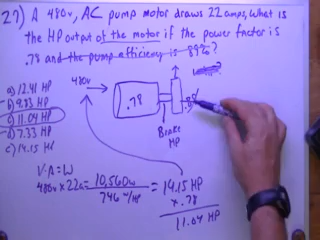 27) A 480v, AC pump motor draws 22 amps, what is
the HP output of the motor if the power factor is
.78 and the pump efficiency is 89%?
a) 12.41 HP
b) 9.83 HP
11.04 HP
d) 7.33 HP
c) 14.15 HP
480v
.78
Brake
HP
V·A=W
480v x 22a = 10,560w = 14.15 HP
746 w/HP
x .78
11.04 HP